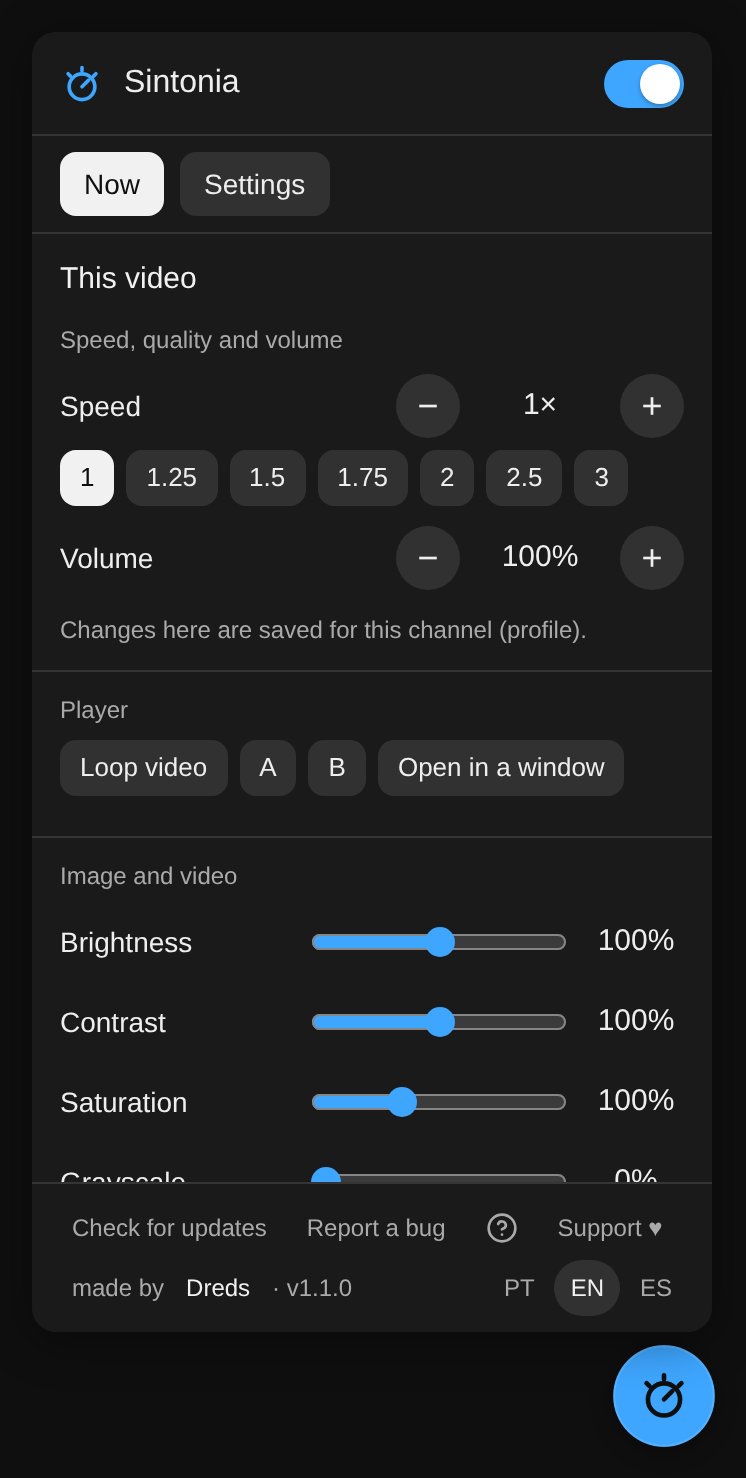 Sintonia
Now Settings
This video
Speed, quality and volume
Speed − 1× +
1 1.25 1.5 1.75 2 2.5 3
Volume − 100% +
Changes here are saved for this channel (profile).
Player
Loop video A B Open in a window
Image and video
Brightness 100%
Contrast 100%
Saturation 100%
Grayscale 0%
Check for updates Report a bug ? Support ♥
made by Dreds · v1.1.0 PT EN ES